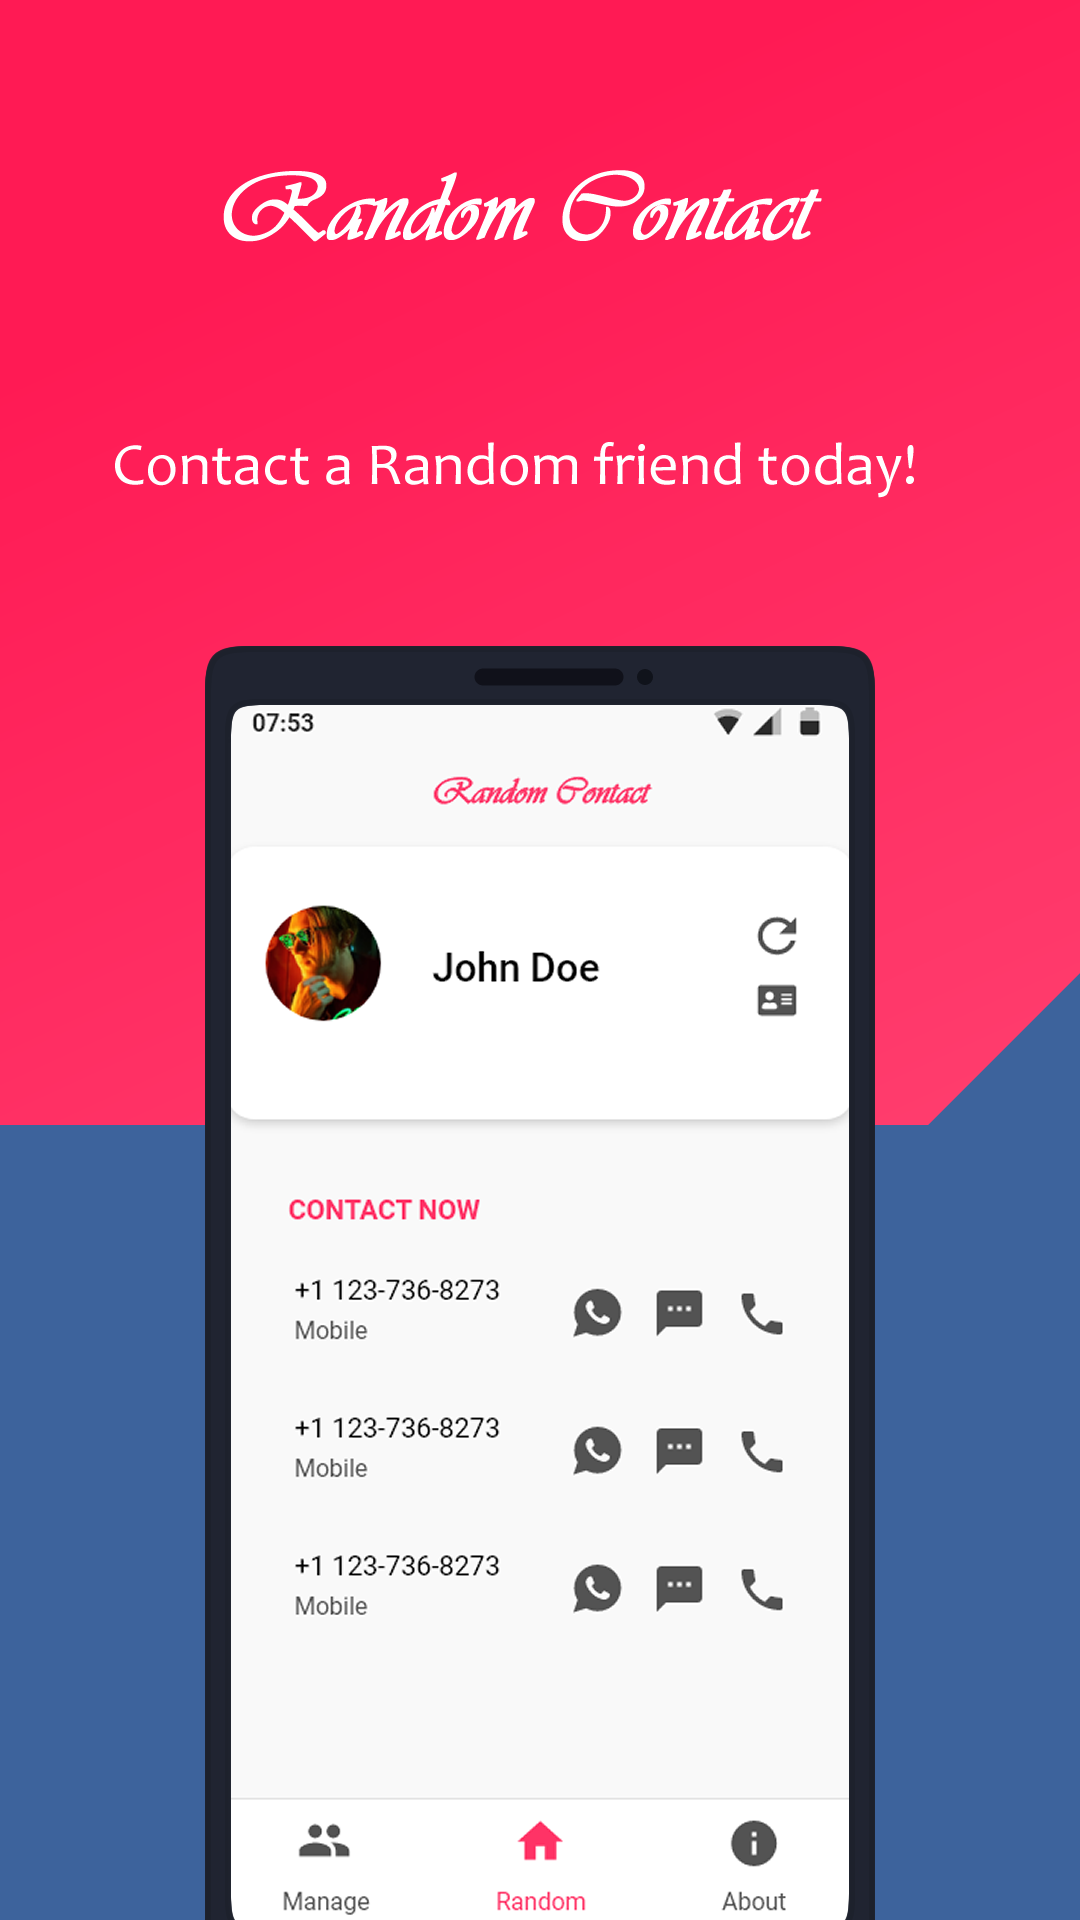 Random Contact
Contact a Random friend today!
07:53
Random Contact
John Doe
CONTACT NOW
+1 123-736-8273
Mobile
+1 123-736-8273
Mobile
+1 123-736-8273
Mobile
Manage Random About